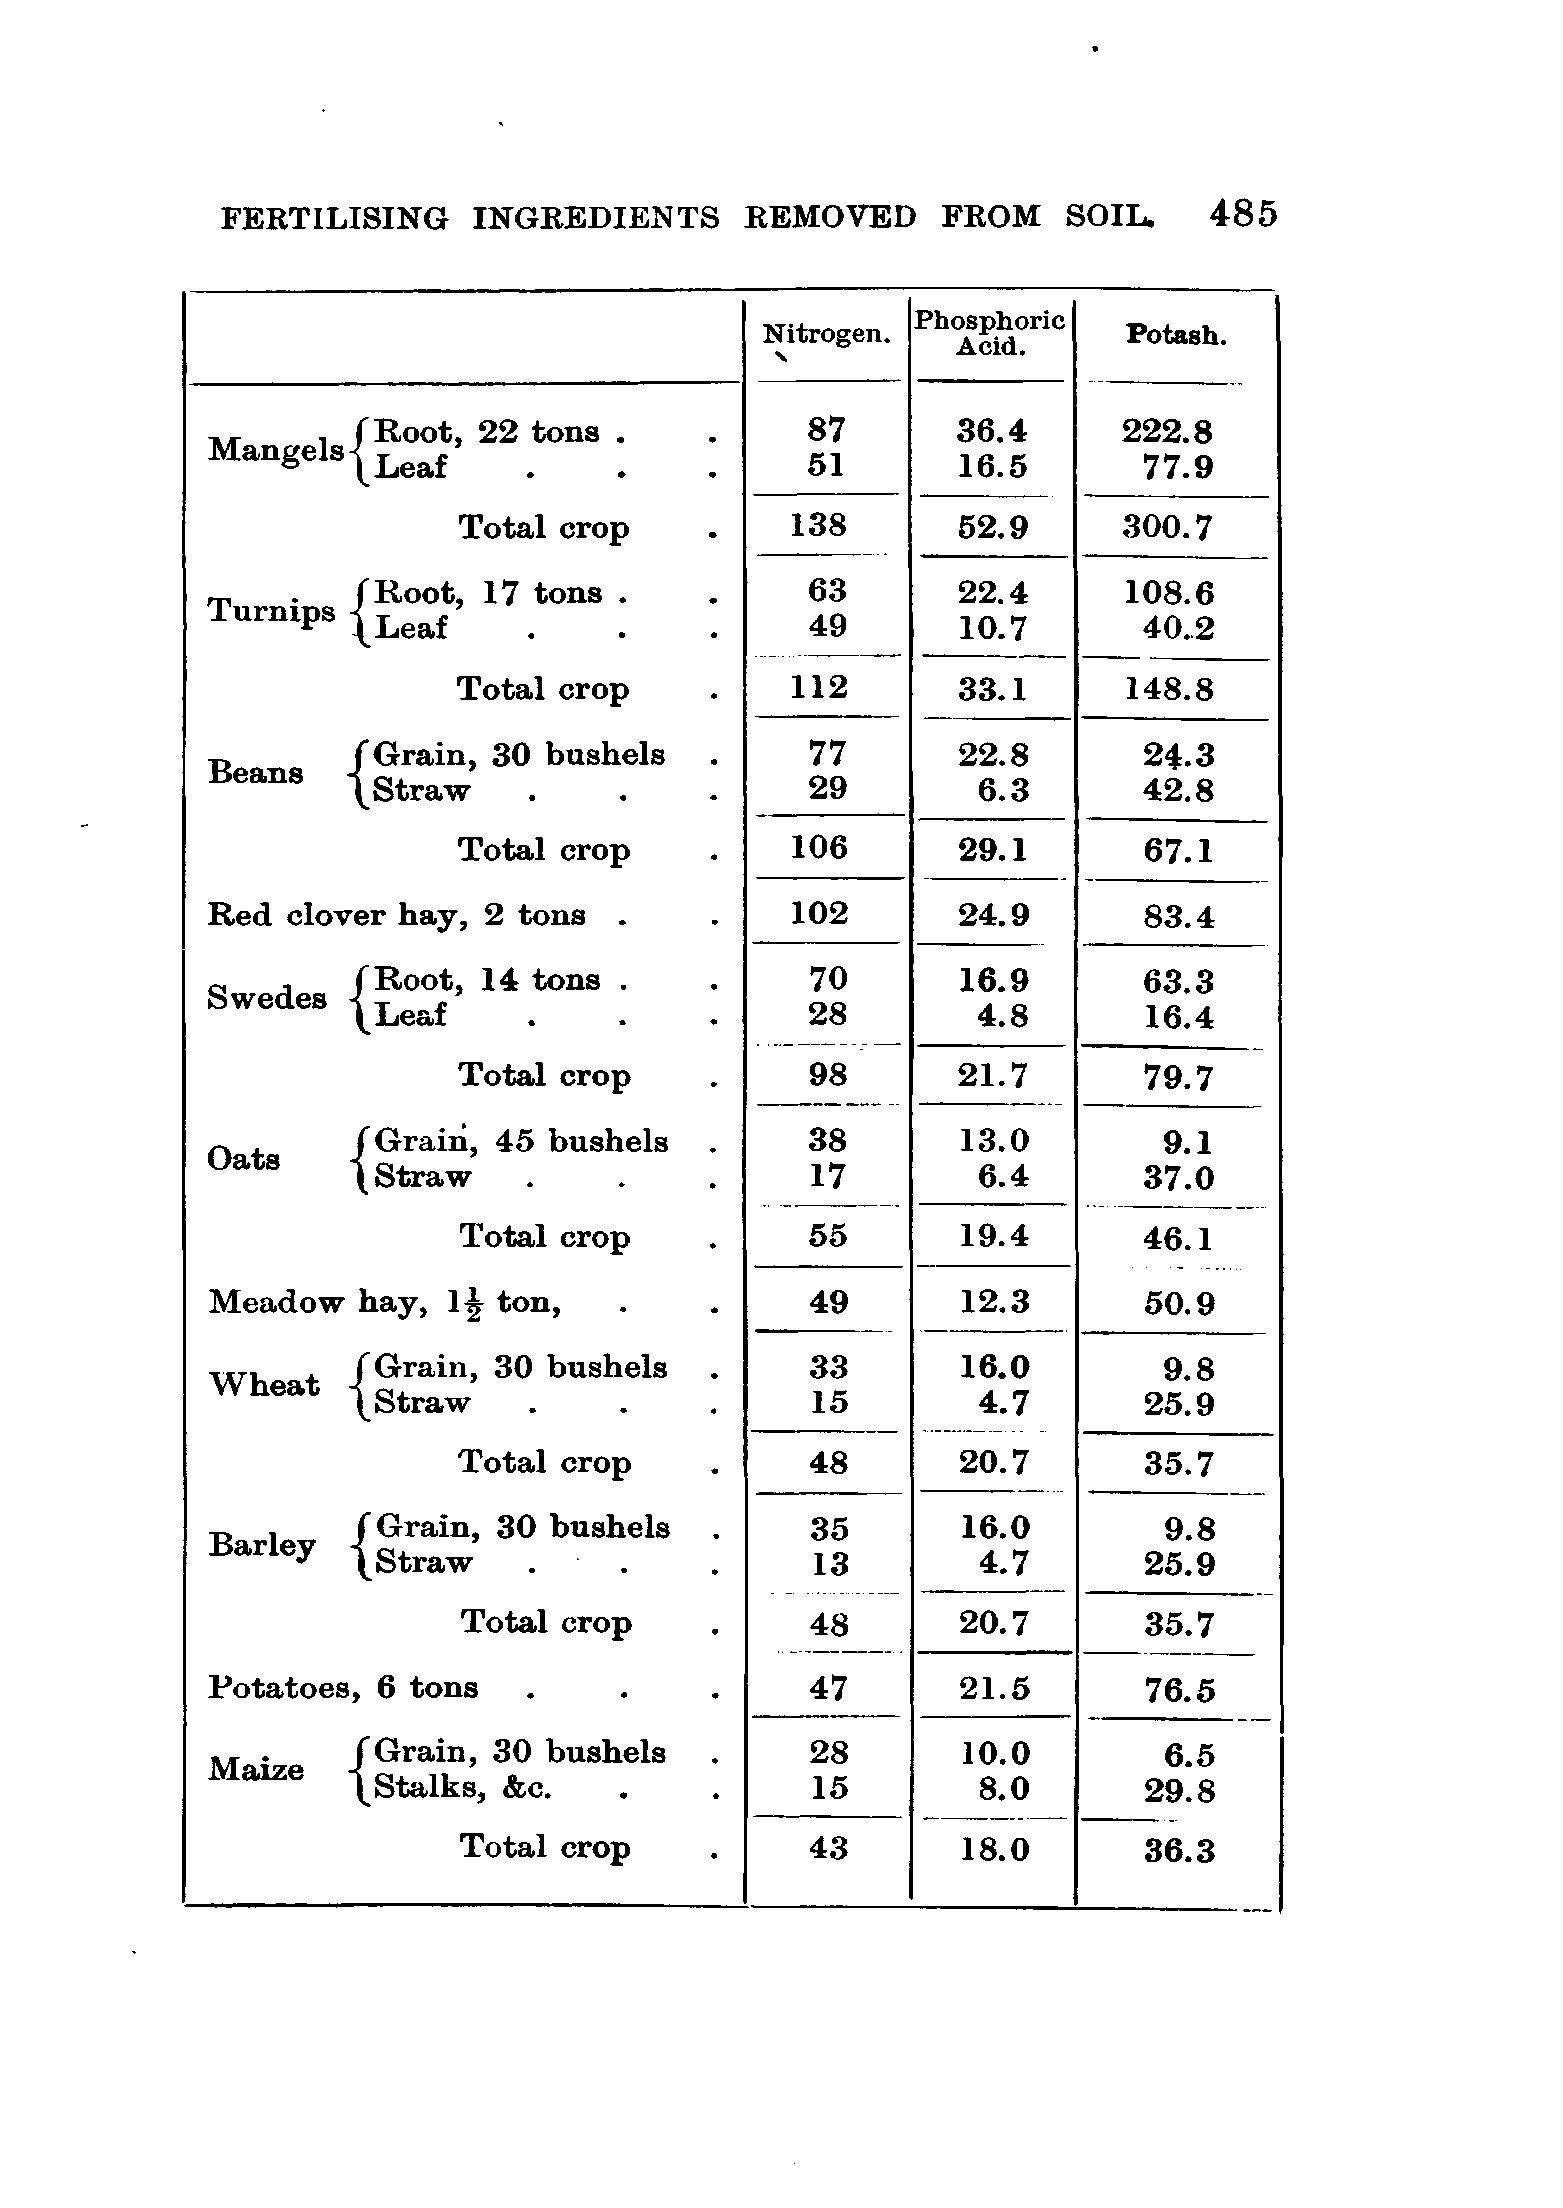 FERTILISING INGREDIENTS REMOVED FROM SOIL. 485
Nitrogen. Phosphoric Acid. Potash.
Mangels { Root, 22 tons . . 87 36.4 222.8
Leaf . . . 51 16.5 77.9
Total crop . 138 52.9 300.7
Turnips { Root, 17 tons . . 63 22.4 108.6
Leaf . . . 49 10.7 40.2
Total crop . 112 33.1 148.8
Beans { Grain, 30 bushels . 77 22.8 24.3
Straw . . . 29 6.3 42.8
Total crop . 106 29.1 67.1
Red clover hay, 2 tons . . 102 24.9 83.4
Swedes { Root, 14 tons . . 70 16.9 63.3
Leaf . . . 28 4.8 16.4
Total crop . 98 21.7 79.7
Oats { Grain, 45 bushels . 38 13.0 9.1
Straw . . . 17 6.4 37.0
Total crop . 55 19.4 46.1
Meadow hay, 1½ ton, . . 49 12.3 50.9
Wheat { Grain, 30 bushels . 33 16.0 9.8
Straw . . . 15 4.7 25.9
Total crop . 48 20.7 35.7
Barley { Grain, 30 bushels . 35 16.0 9.8
Straw . . . 13 4.7 25.9
Total crop . 48 20.7 35.7
Potatoes, 6 tons . . . 47 21.5 76.5
Maize { Grain, 30 bushels . 28 10.0 6.5
Stalks, &c. . . 15 8.0 29.8
Total crop . 43 18.0 36.3